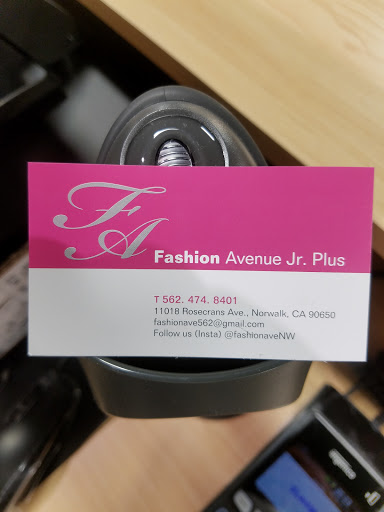 FA
Fashion Avenue Jr. Plus
T 562. 474. 8401
11018 Rosecrans Ave., Norwalk, CA 90650
fashionave562@gmail.com
Follow us (Insta) @fashionaveNW